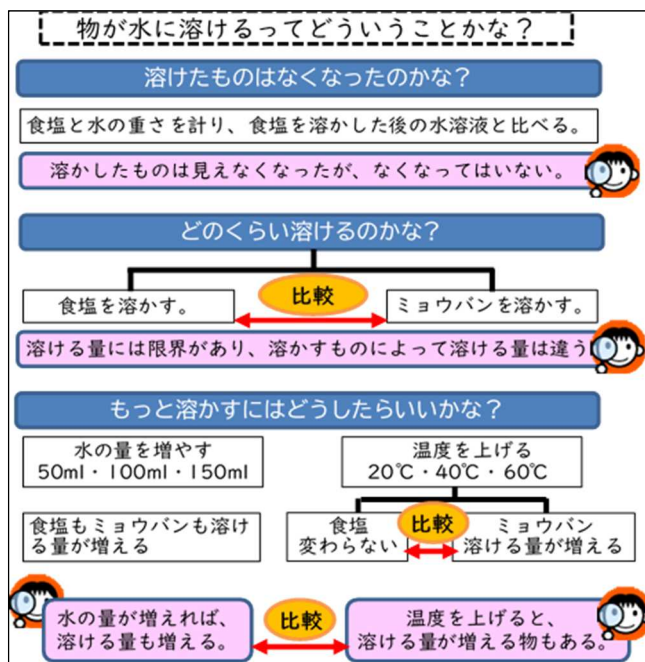 物が水に溶けるってどういうことかな?
溶けたものはなくなったのかな?
食塩と水の重さを計り、食塩を溶かした後の水溶液と比べる。
溶かしたものは見えなくなったが、なくなってはいない。
どのくらい溶けるのかな?
食塩を溶かす。
比較
ミョウバンを溶かす。
溶ける量には限界があり、溶かすものによって溶ける量は違う
もっと溶かすにはどうしたらいいかな?
水の量を増やす
50ml・100ml・150ml
温度を上げる
20℃・40℃・60℃
食塩もミョウバンも溶け
る量が増える
食塩
変わらない
比較
ミョウバン
溶ける量が増える
水の量が増えれば、
溶ける量も増える。
比較
温度を上げると、
溶ける量が増える物もある。